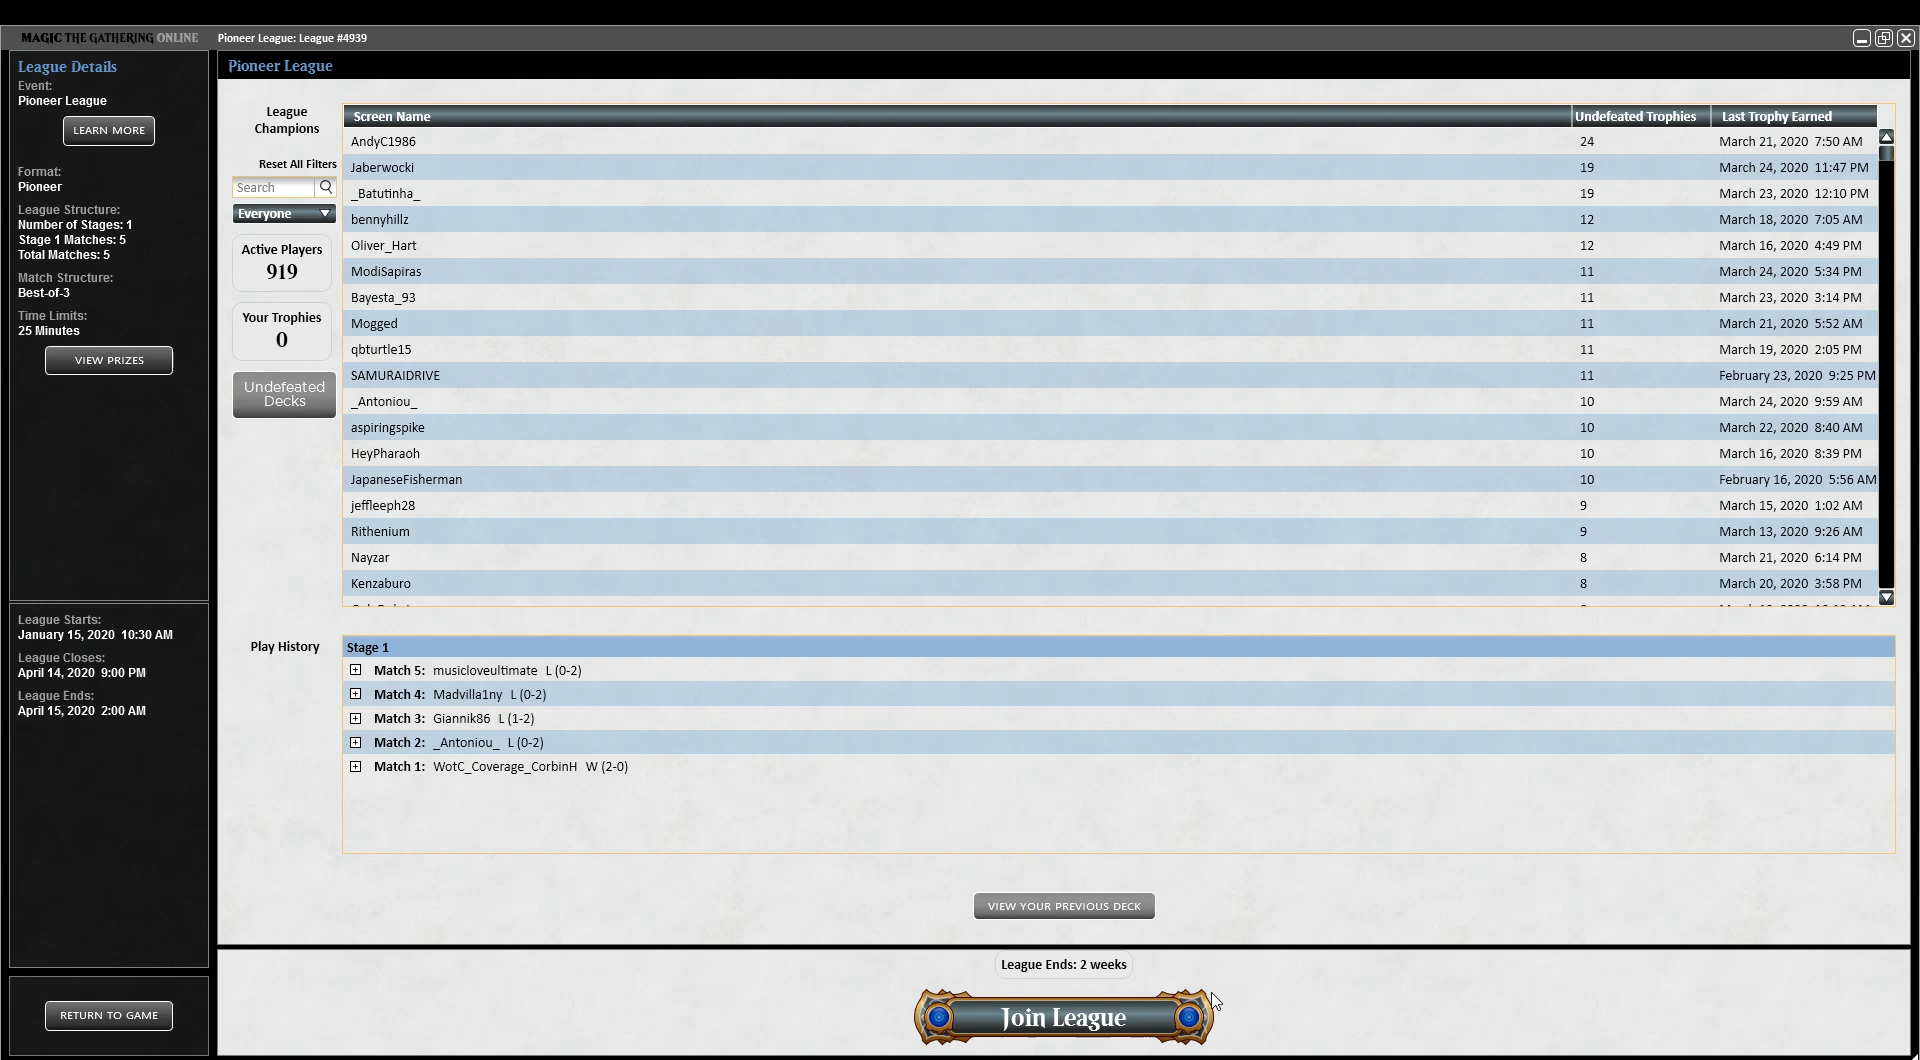 MAGIC THE GATHERING ONLINE
Pioneer League: League #4939
League Details
Event:
Pioneer League
LEARN MORE
Format:
Pioneer
League Structure:
Number of Stages: 1
Stage 1 Matches: 5
Total Matches: 5
Match Structure:
Best-of-3
Time Limits:
25 Minutes
VIEW PRIZES
League Starts:
January 15, 2020 10:30 AM
League Closes:
April 14, 2020 9:00 PM
League Ends:
April 15, 2020 2:00 AM
RETURN TO GAME
Pioneer League
League
Champions
Reset All Filters
Search
Everyone
Active Players
919
Your Trophies
0
Undefeated
Decks
Screen Name Undefeated Trophies Last Trophy Earned
AndyC1986 24 March 21, 2020 7:50 AM
Jaberwocki 19 March 24, 2020 11:47 PM
_Batutinha_ 19 March 23, 2020 12:10 PM
bennyhillz 12 March 18, 2020 7:05 AM
Oliver_Hart 12 March 16, 2020 4:49 PM
ModiSapiras 11 March 24, 2020 5:34 PM
Bayesta_93 11 March 23, 2020 3:14 PM
Mogged 11 March 21, 2020 5:52 AM
qbturtle15 11 March 19, 2020 2:05 PM
SAMURAIDRIVE 11 February 23, 2020 9:25 PM
_Antoniou_ 10 March 24, 2020 9:59 AM
aspiringspike 10 March 22, 2020 8:40 AM
HeyPharaoh 10 March 16, 2020 8:39 PM
JapaneseFisherman 10 February 16, 2020 5:56 AM
jeffleeph28 9 March 15, 2020 1:02 AM
Rithenium 9 March 13, 2020 9:26 AM
Nayzar 8 March 21, 2020 6:14 PM
Kenzaburo 8 March 20, 2020 3:58 PM
Play History
Stage 1
Match 5: musicloveultimate L (0-2)
Match 4: Madvilla1ny L (0-2)
Match 3: Giannik86 L (1-2)
Match 2: _Antoniou_ L (0-2)
Match 1: WotC_Coverage_CorbinH W (2-0)
VIEW YOUR PREVIOUS DECK
League Ends: 2 weeks
Join League